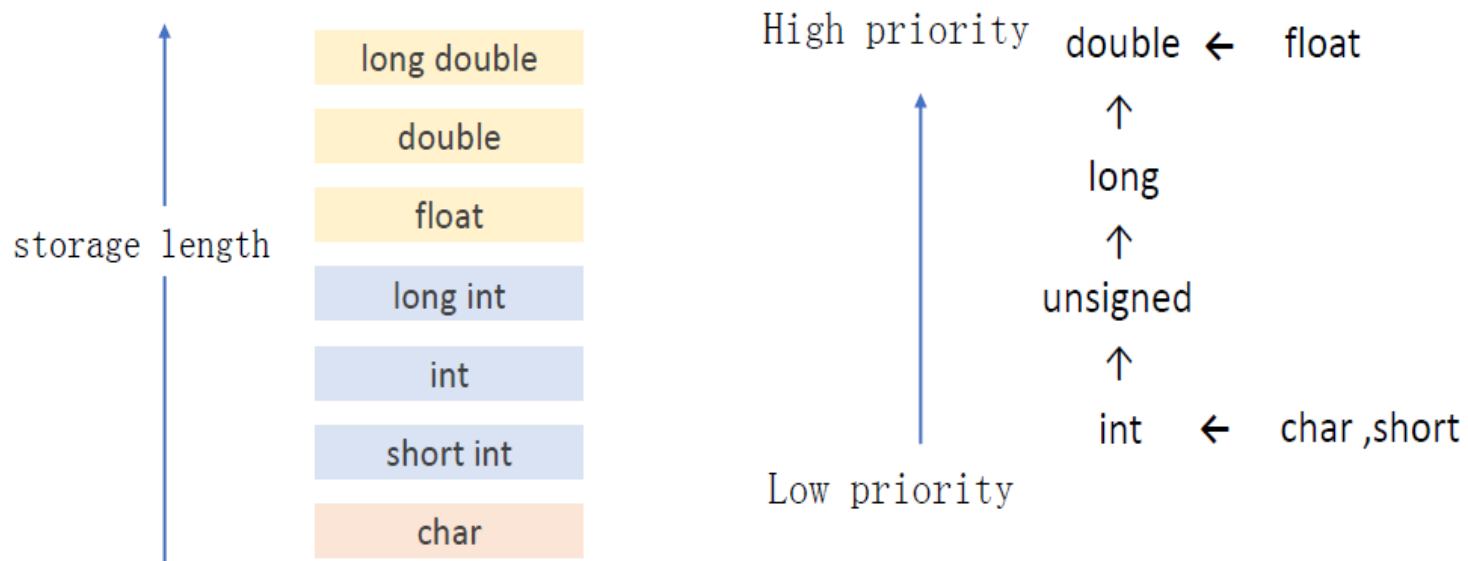 storage length
long double
double
float
long int
int
short int
char
High priority
double ← float
↑
long
↑
unsigned
↑
int ← char ,short
Low priority